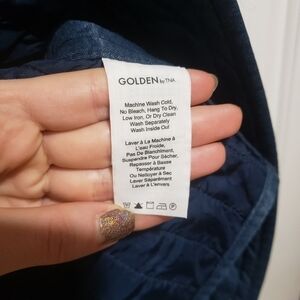 GOLDEN by TNA
Machine Wash Cold,
No Bleach, Hang To Dry,
Low Iron, Or Dry Clean
Wash Separately
Wash Inside Out
Laver À La Machine À
L'eau Froide,
Pas De Blanchiment,
Suspendre Pour Sécher,
Repasser à Basse
Température
Ou Nettoyer à Sec
Laver Séparément
Laver à L'envers